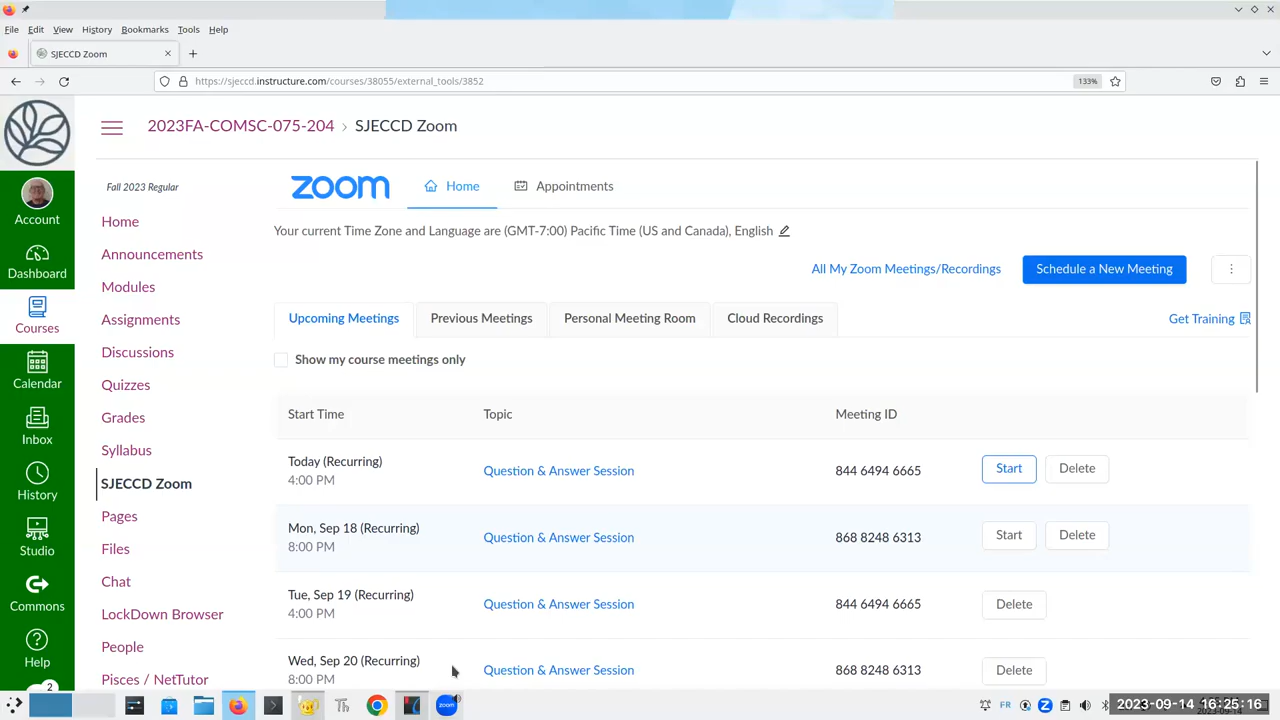 File Edit View History Bookmarks Tools Help
SJECCD Zoom
https://sjeccd.instructure.com/courses/38055/external_tools/3852
133%
2023FA-COMSC-075-204 › SJECCD Zoom
Account
Dashboard
Courses
Calendar
Inbox
History
Studio
Commons
Help
2
Fall 2023 Regular
Home
Announcements
Modules
Assignments
Discussions
Quizzes
Grades
Syllabus
SJECCD Zoom
Pages
Files
Chat
LockDown Browser
People
Pisces / NetTutor
zoom
Home
Appointments
Your current Time Zone and Language are (GMT-7:00) Pacific Time (US and Canada), English
All My Zoom Meetings/Recordings
Schedule a New Meeting
Upcoming Meetings
Previous Meetings
Personal Meeting Room
Cloud Recordings
Get Training
Show my course meetings only
Start Time Topic Meeting ID
Today (Recurring)
4:00 PM
Question & Answer Session
844 6494 6665
Start Delete
Mon, Sep 18 (Recurring)
8:00 PM
Question & Answer Session
868 8248 6313
Start Delete
Tue, Sep 19 (Recurring)
4:00 PM
Question & Answer Session
844 6494 6665
Delete
Wed, Sep 20 (Recurring)
8:00 PM
Question & Answer Session
868 8248 6313
Delete
zoom
FR
2023-09-14 16:25:16